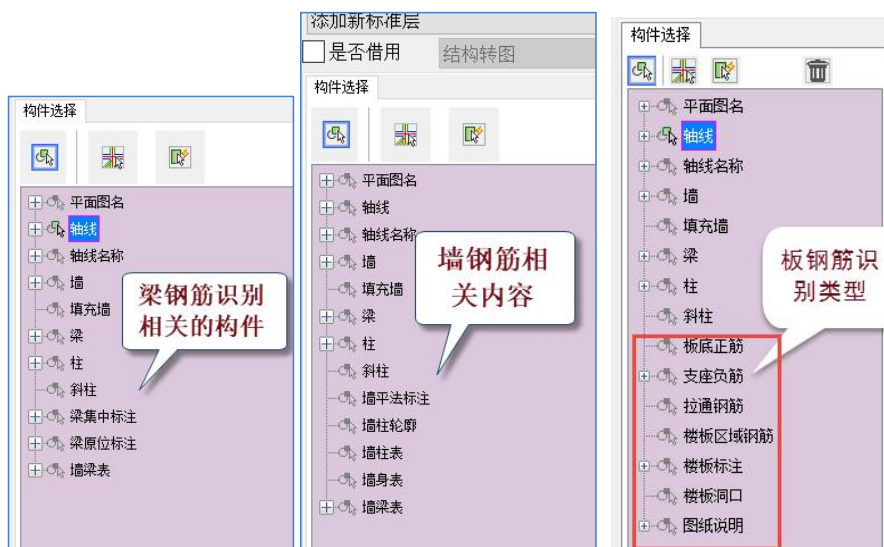 构件选择
平面图名
轴线
轴线名称
墙
填充墙
梁
柱
斜柱
梁集中标注
梁原位标注
墙梁表
梁钢筋识别
相关的构件
添加新标准层
是否借用
结构转图
构件选择
平面图名
轴线
轴线名称
墙
填充墙
梁
柱
斜柱
墙平法标注
墙柱轮廓
墙柱表
墙身表
墙梁表
墙钢筋相
关内容
构件选择
平面图名
轴线
轴线名称
墙
填充墙
梁
柱
斜柱
板底正筋
支座负筋
拉通钢筋
楼板区域钢筋
楼板标注
楼板洞口
图纸说明
板钢筋识
别类型